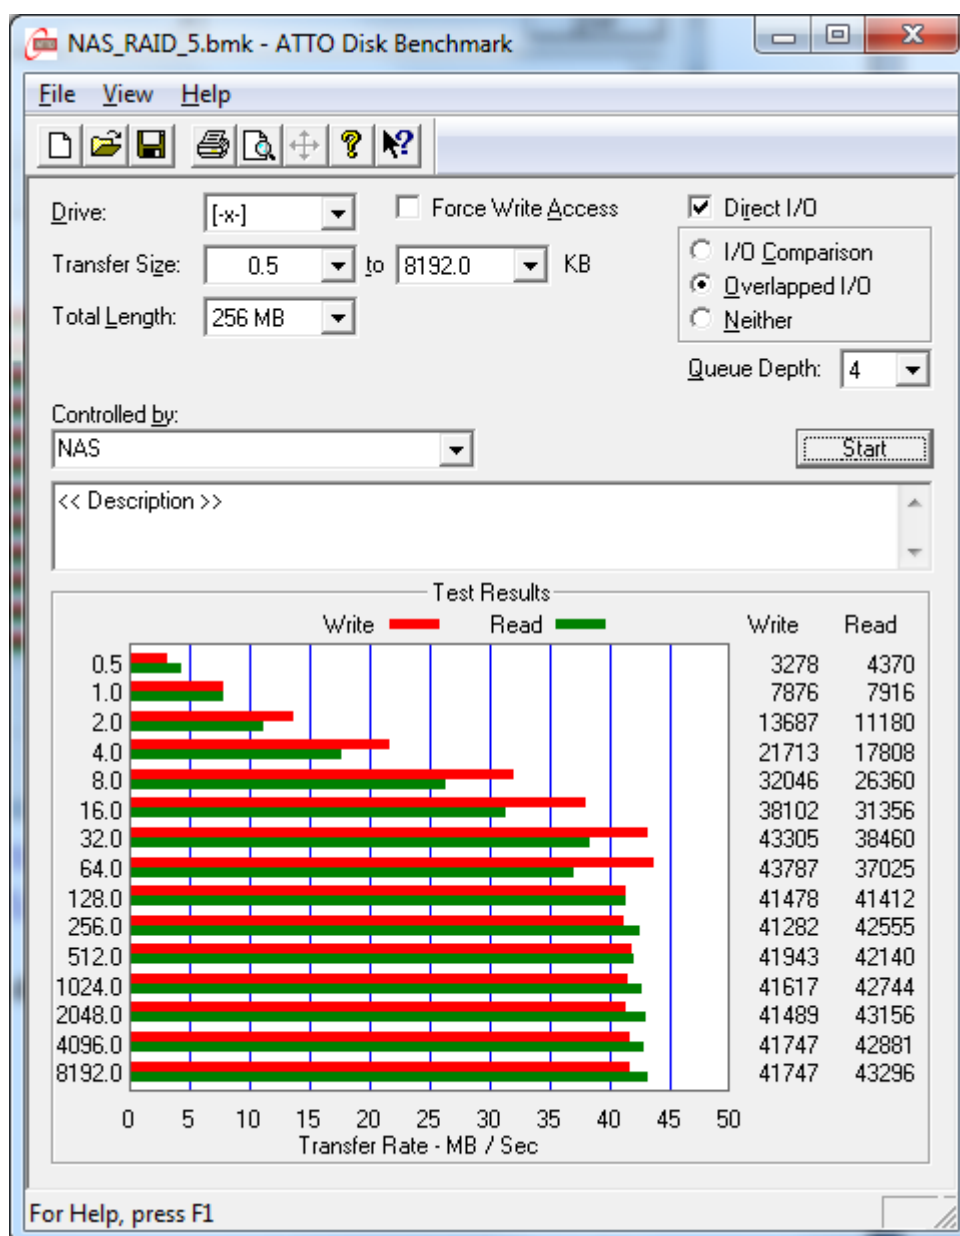 NAS_RAID_5.bmk - ATTO Disk Benchmark
File View Help
Drive: [-x-] Force Write Access Direct I/O
Transfer Size: 0.5 to 8192.0 KB I/O Comparison
Overlapped I/O
Total Length: 256 MB Neither
Queue Depth: 4
Controlled by:
NAS Start
<< Description >>
Test Results
Write Read Write Read
0.5 3278 4370
1.0 7876 7916
2.0 13687 11180
4.0 21713 17808
8.0 32046 26360
16.0 38102 31356
32.0 43305 38460
64.0 43787 37025
128.0 41478 41412
256.0 41282 42555
512.0 41943 42140
1024.0 41617 42744
2048.0 41489 43156
4096.0 41747 42881
8192.0 41747 43296
0 5 10 15 20 25 30 35 40 45 50
Transfer Rate - MB / Sec
For Help, press F1